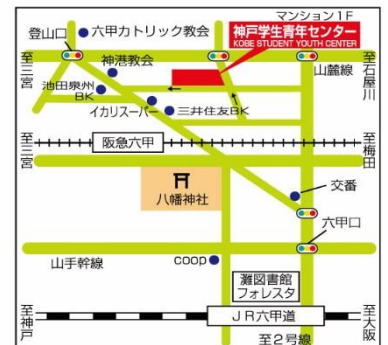 マンション1F
登山口
六甲カトリック教会
神戸学生青年センター
KOBE STUDENT YOUTH CENTER
至三宮
神港教会
至石屋川
山麓線
池田泉州
BK
イカリスーパー
三井住友BK
至三宮
阪急六甲
至梅田
八幡神社
交番
六甲口
山手幹線
coop
灘図書館
フォレスタ
至神戸
JR六甲道
至大阪
至2号線